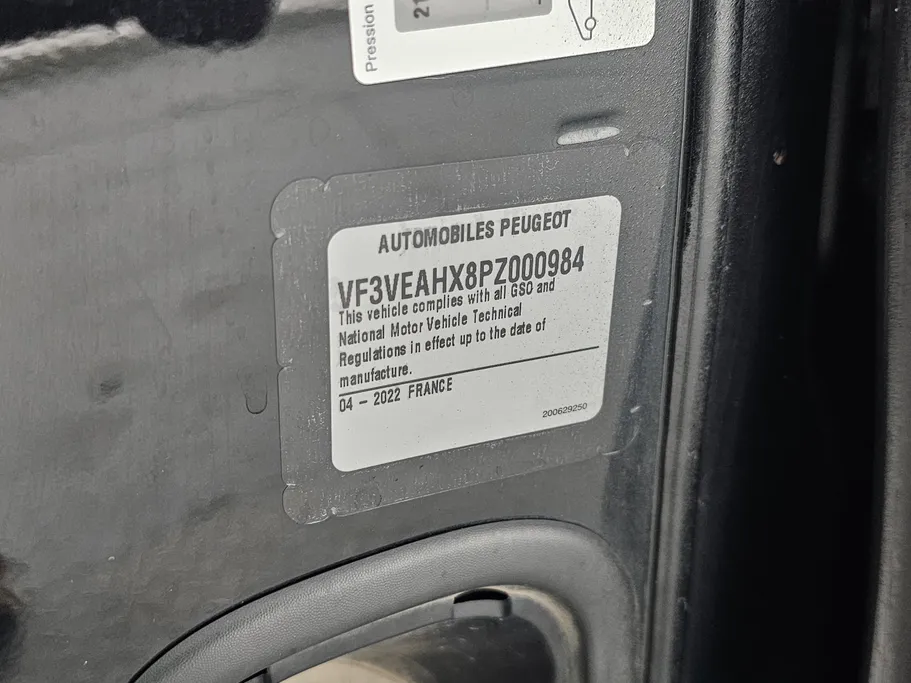 Pression
21
AUTOMOBILES PEUGEOT
VF3VEAHX8PZ000984
This vehicle complies with all GSO and
National Motor Vehicle Technical
Regulations in effect up to the date of
manufacture.
04 - 2022 FRANCE
200629250